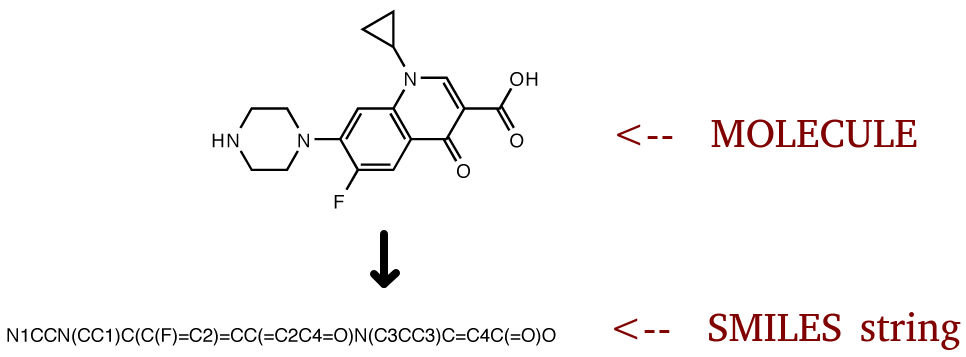 OH
N
O
HN
N
<-- MOLECULE
O
F
N1CCN(CC1)C(C(F)=C2)=CC(=C2C4=O)N(C3CC3)C=C4C(=O)O
<-- SMILES string